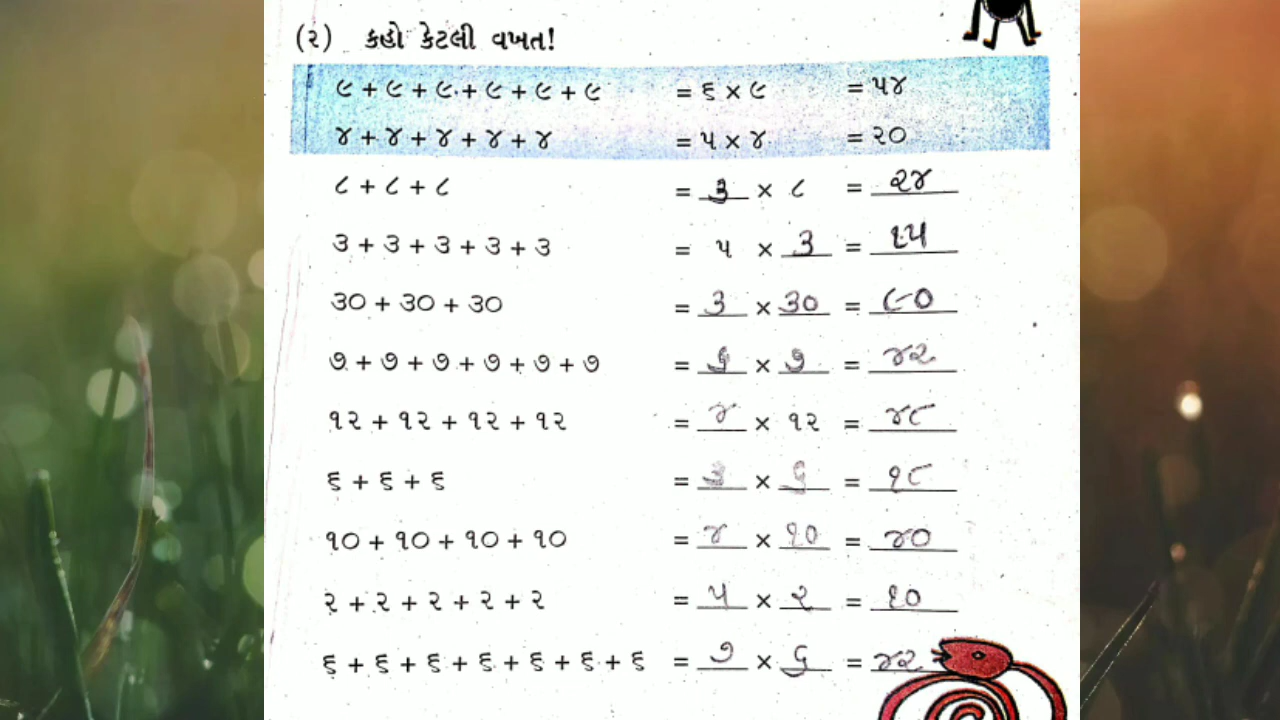 (૨) કહો કેટલી વખત!
૯ + ૯ + ૯ + ૯ + ૯ + ૯ = ૬ × ૯ = ૫૪
૪ + ૪ + ૪ + ૪ + ૪ = ૫ × ૪ = ૨૦
૮ + ૮ + ૮ = ૩ × ૮ = ૨૪
૩ + ૩ + ૩ + ૩ + ૩ = ૫ × ૩ = ૧૫
૩૦ + ૩૦ + ૩૦ = ૩ × ૩૦ = ૯૦
૭ + ૭ + ૭ + ૭ + ૭ + ૭ = ૬ × ૭ = ૪૨
૧૨ + ૧૨ + ૧૨ + ૧૨ = ૪ × ૧૨ = ૪૮
૬ + ૬ + ૬ = ૩ × ૬ = ૧૮
૧૦ + ૧૦ + ૧૦ + ૧૦ = ૪ × ૧૦ = ૪૦
૨ + ૨ + ૨ + ૨ + ૨ = ૫ × ૨ = ૧૦
૬ + ૬ + ૬ + ૬ + ૬ + ૬ + ૬ = ૭ × ૬ = ૪૨